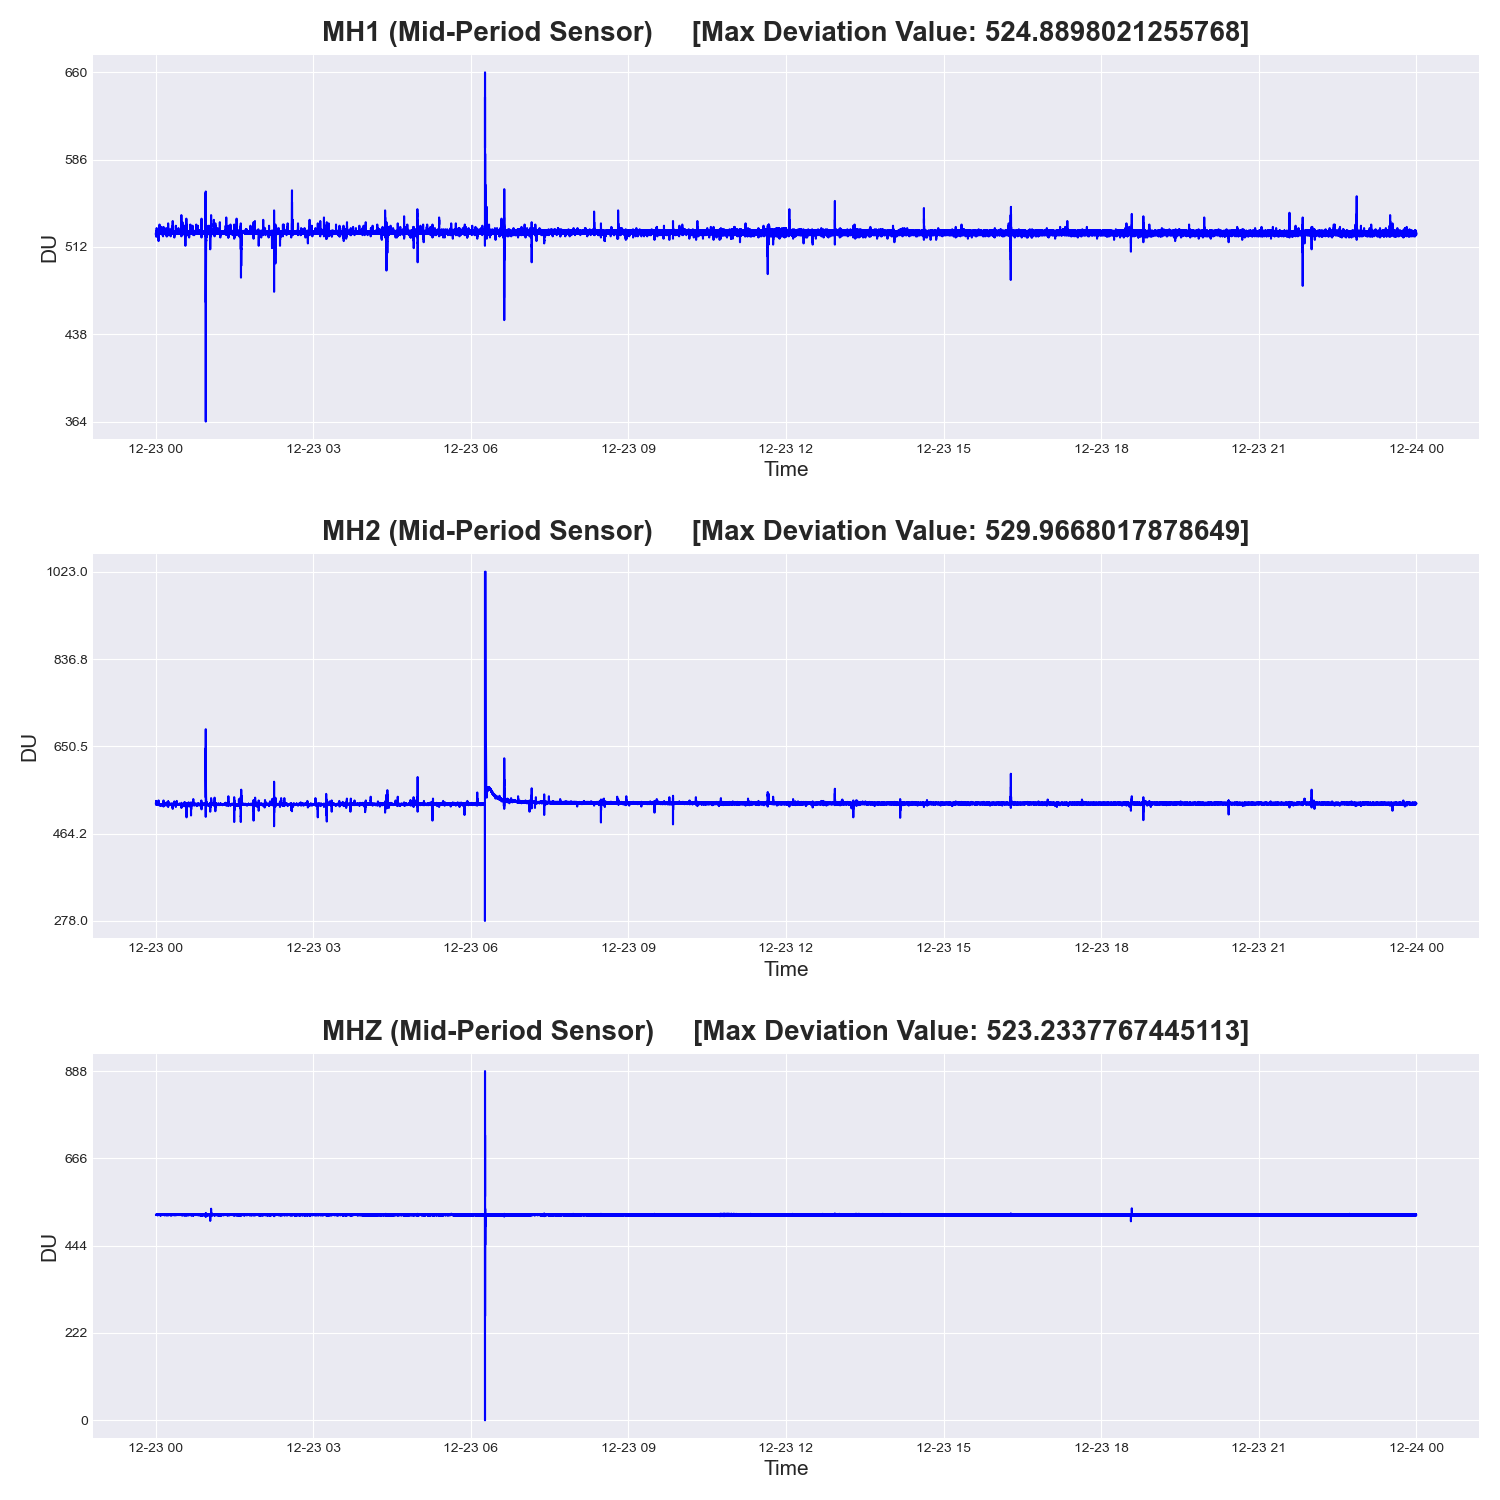 MH1 (Mid-Period Sensor) [Max Deviation Value: 524.8898021255768]
660
586
512
438
364
DU
12-23 00 12-23 03 12-23 06 12-23 09 12-23 12 12-23 15 12-23 18 12-23 21 12-24 00
Time
MH2 (Mid-Period Sensor) [Max Deviation Value: 529.9668017878649]
1023.0
836.8
650.5
464.2
278.0
DU
12-23 00 12-23 03 12-23 06 12-23 09 12-23 12 12-23 15 12-23 18 12-23 21 12-24 00
Time
MHZ (Mid-Period Sensor) [Max Deviation Value: 523.2337767445113]
888
666
444
222
0
DU
12-23 00 12-23 03 12-23 06 12-23 09 12-23 12 12-23 15 12-23 18 12-23 21 12-24 00
Time